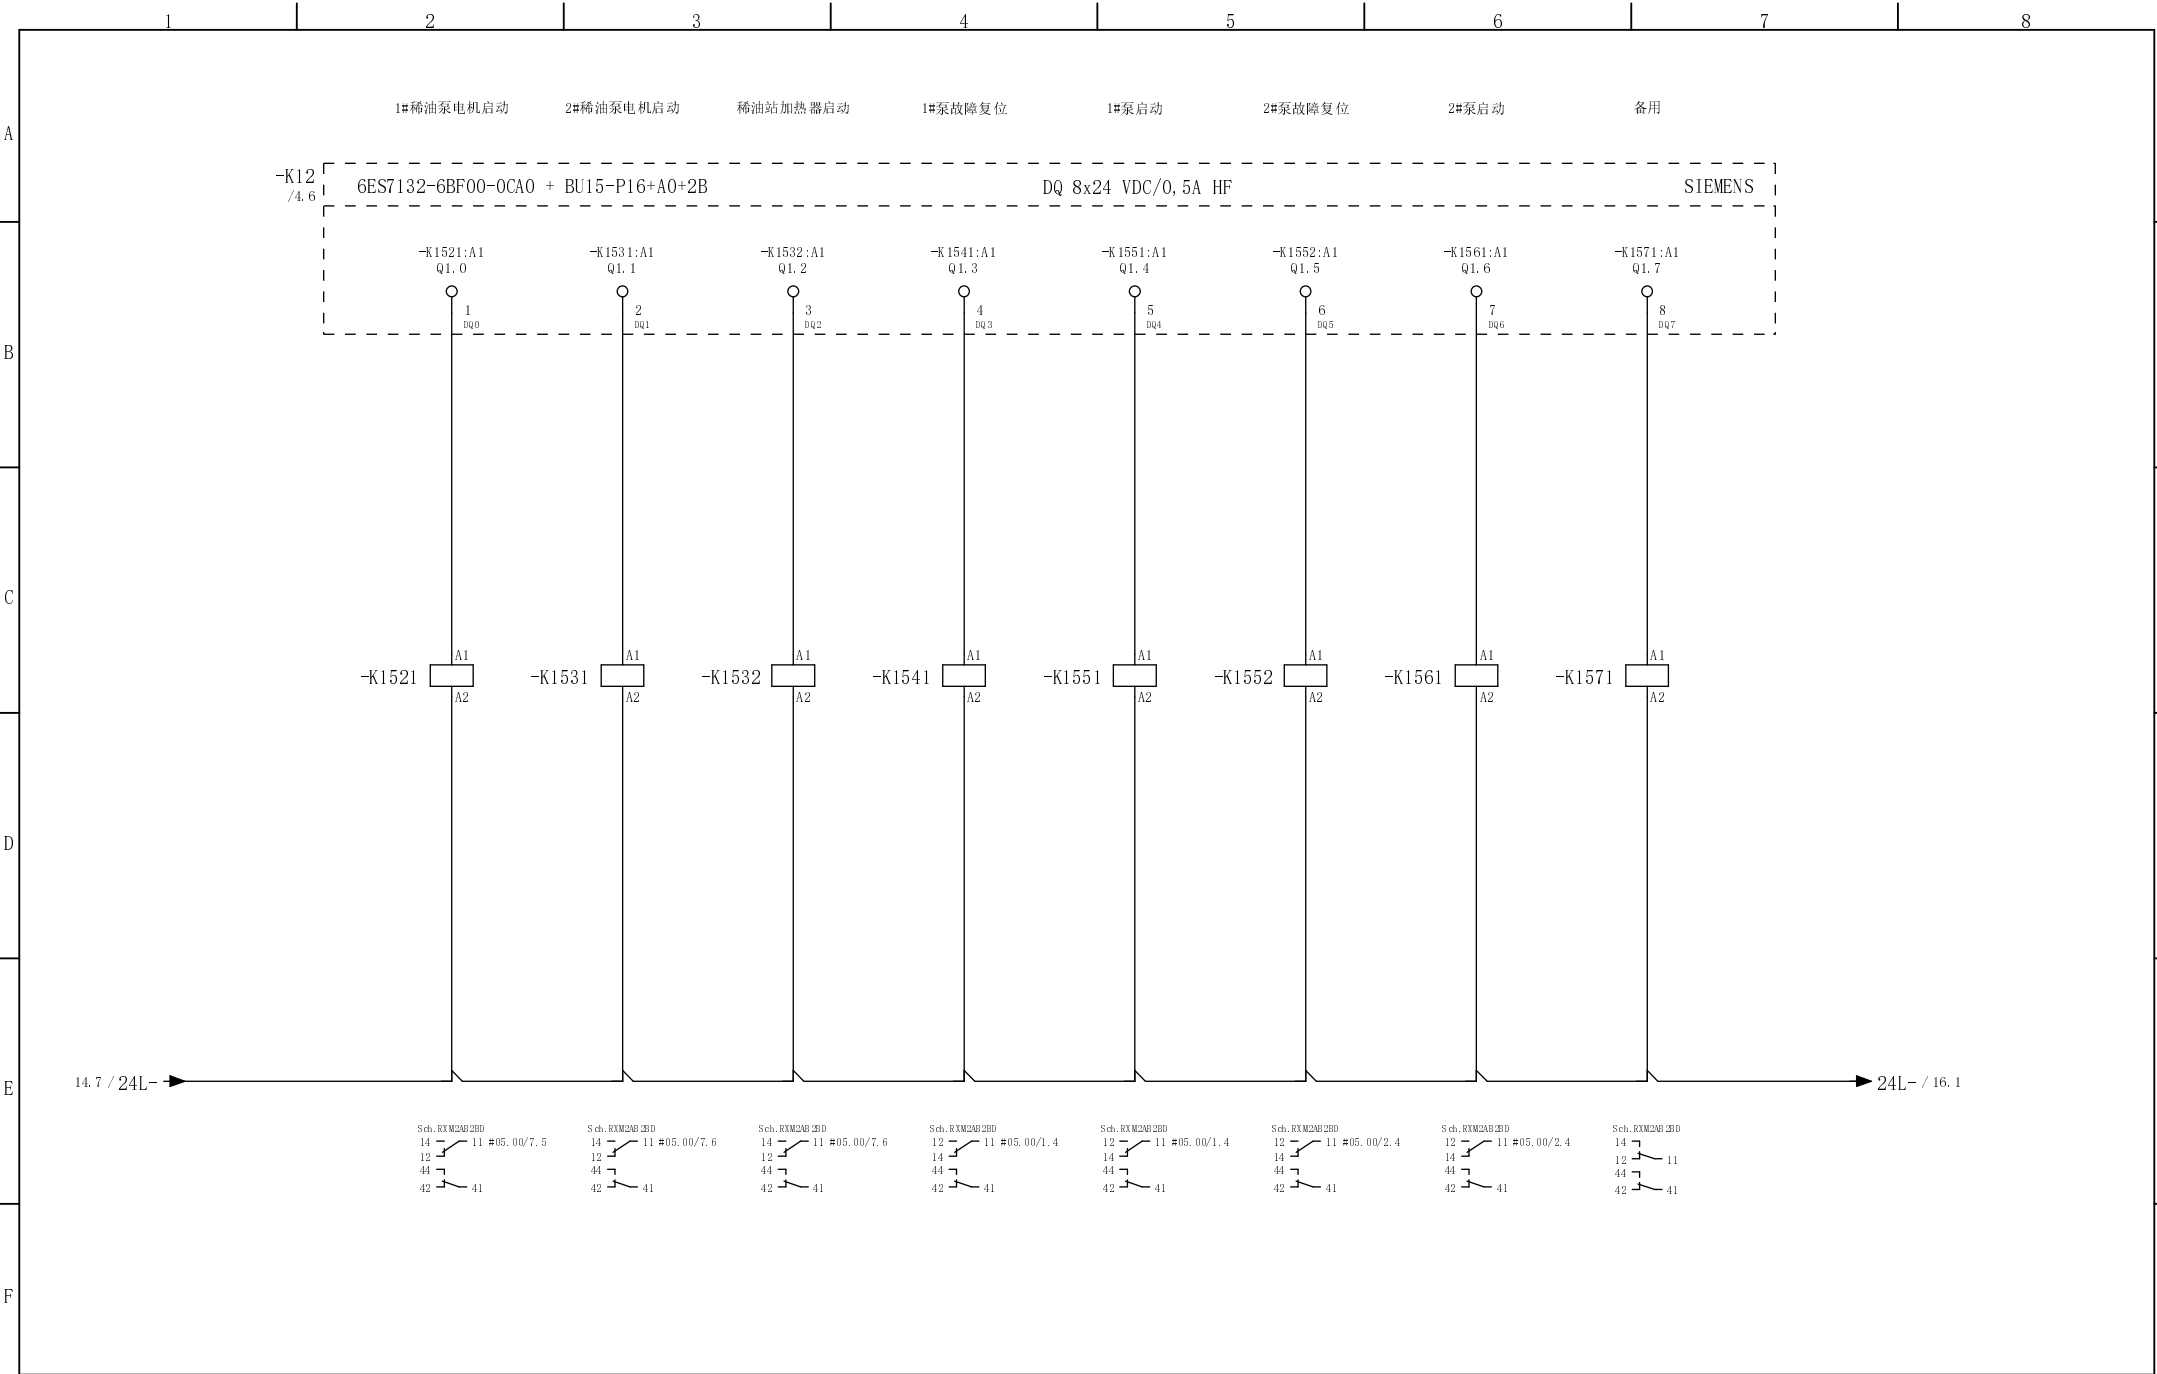 1 2 3 4 5 6 7 8
1#稀油泵电机启动 2#稀油泵电机启动 稀油站加热器启动 1#泵故障复位 1#泵启动 2#泵故障复位 2#泵启动 备用
A
-K12
/4.6
6ES7132-6BF00-0CA0 + BU15-P16+A0+2B DQ 8x24 VDC/0,5A HF SIEMENS
-K1521:A1 -K1531:A1 -K1532:A1 -K1541:A1 -K1551:A1 -K1552:A1 -K1561:A1 -K1571:A1
Q1.0 Q1.1 Q1.2 Q1.3 Q1.4 Q1.5 Q1.6 Q1.7
1 2 3 4 5 6 7 8
DQ0 DQ1 DQ2 DQ3 DQ4 DQ5 DQ6 DQ7
B
C
A1 A1 A1 A1 A1 A1 A1 A1
-K1521 -K1531 -K1532 -K1541 -K1551 -K1552 -K1561 -K1571
A2 A2 A2 A2 A2 A2 A2 A2
D
E
14.7 / 24L- 24L- / 16.1
Sch.RXM2AB2BD Sch.RXM2AB2BD Sch.RXM2AB2BD Sch.RXM2AB2BD Sch.RXM2AB2BD Sch.RXM2AB2BD Sch.RXM2AB2BD Sch.RXM2AB2BD
14 11 #05.00/7.5 14 11 #05.00/7.6 14 11 #05.00/7.6 12 11 #05.00/1.4 12 11 #05.00/1.4 12 11 #05.00/2.4 12 11 #05.00/2.4 14
12 12 12 14 14 14 14 12 11
44 44 44 44 44 44 44 44
42 41 42 41 42 41 42 41 42 41 42 41 42 41 42 41
F